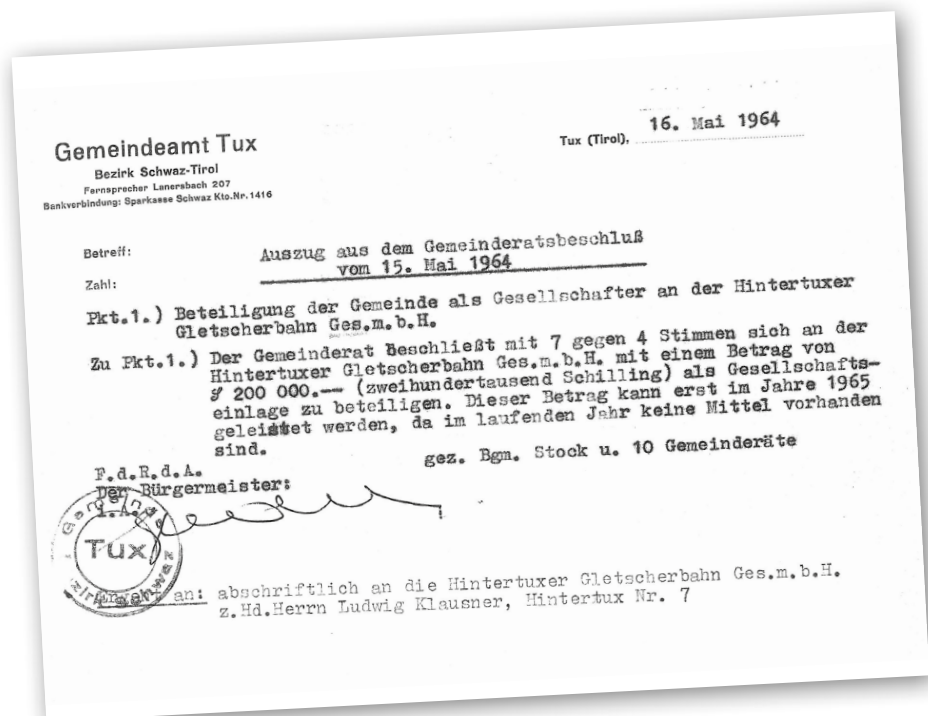 Gemeindeamt Tux
Bezirk Schwaz-Tirol
Fernsprecher Lanersbach 207
Bankverbindung: Sparkasse Schwaz Kto.Nr. 1416
Tux (Tirol), 16. Mai 1964
Betreff: Auszug aus dem Gemeinderatsbeschluß
vom 15. Mai 1964
Zahl:
Pkt.1.) Beteiligung der Gemeinde als Gesellschafter an der Hintertuxer
Gletscherbahn Ges.m.b.H.
Zu Pkt.1.) Der Gemeinderat beschließt mit 7 gegen 4 Stimmen sich an der
Hintertuxer Gletscherbahn Ges.m.b.H. mit einem Betrag von
S 200 000.-- (zweihundertausend Schilling) als Gesellschafts-
einlage zu beteiligen. Dieser Betrag kann erst im Jahre 1965
geleistet werden, da im laufenden Jahr keine Mittel vorhanden
sind.
gez. Bgm. Stock u. 10 Gemeinderäte
F.d.R.d.A.
Der Bürgermeister:
i.A.
Gemeinde
Tux
Schwaz
an: abschriftlich an die Hintertuxer Gletscherbahn Ges.m.b.H.
z.Hd.Herrn Ludwig Klausner, Hintertux Nr. 7